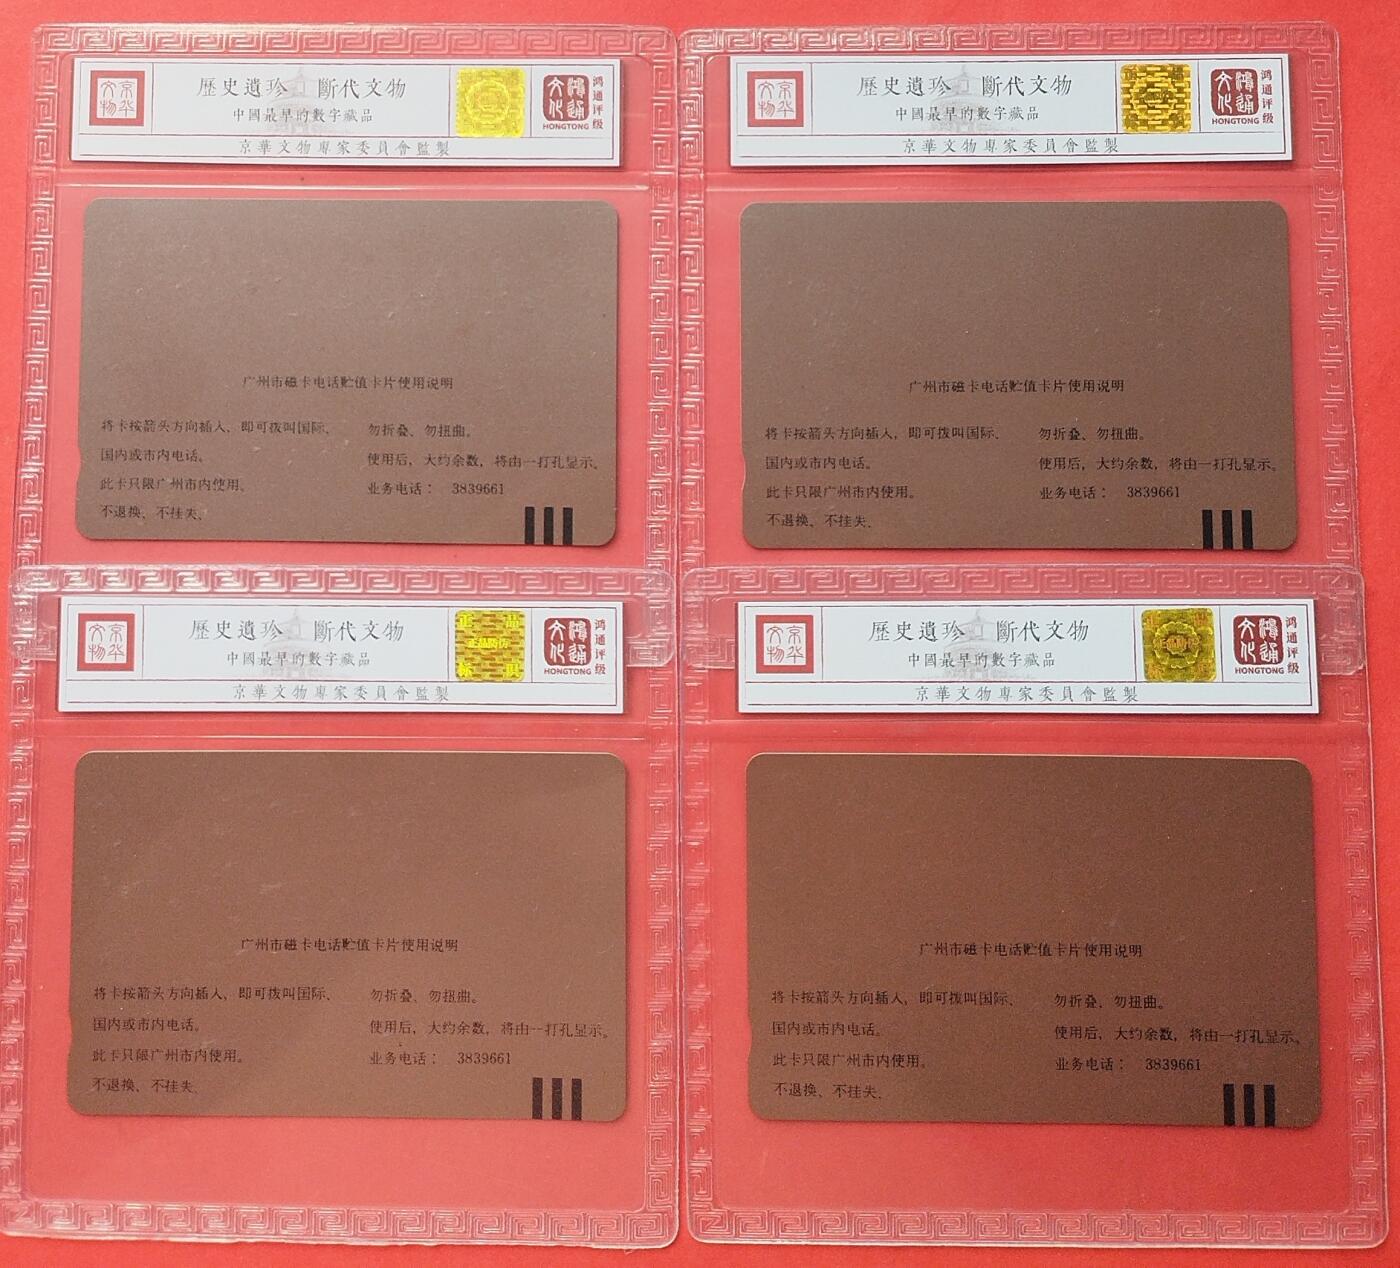 京华文物
歷史遺珍 斷代文物
中國最早的數字藏品
京華文物專家委員會監製
鴻通文化
HONGTONG
鸿通评级
广州市磁卡电话贮值卡片使用说明
将卡按箭头方向插入，即可拨叫国际、
国内或市内电话。
此卡只限广州市内使用。
不退换、不挂失.
勿折叠、勿扭曲。
使用后，大约余数，将由一打孔显示。
业务电话： 3839661
京华文物
歷史遺珍 斷代文物
中國最早的數字藏品
京華文物專家委員會監製
鴻通文化
HONGTONG
鸿通评级
广州市磁卡电话贮值卡片使用说明
将卡按箭头方向插入，即可拨叫国际、
国内或市内电话。
此卡只限广州市内使用。
不退换、不挂失.
勿折叠、勿扭曲。
使用后，大约余数，将由一打孔显示。
业务电话： 3839661
京华文物
歷史遺珍 斷代文物
中國最早的數字藏品
京華文物專家委員會監製
正品
鴻通文化
HONGTONG
鸿通评级
广州市磁卡电话贮值卡片使用说明
将卡按箭头方向插入，即可拨叫国际、
国内或市内电话。
此卡只限广州市内使用。
不退换、不挂失.
勿折叠、勿扭曲。
使用后，大约余数，将由一打孔显示。
业务电话： 3839661
京华文物
歷史遺珍 斷代文物
中國最早的數字藏品
京華文物專家委員會監製
鴻通文化
HONGTONG
鸿通评级
广州市磁卡电话贮值卡片使用说明
将卡按箭头方向插入，即可拨叫国际、
国内或市内电话。
此卡只限广州市内使用。
不退换、不挂失.
勿折叠、勿扭曲。
使用后，大约余数，将由一打孔显示。
业务电话： 3839661